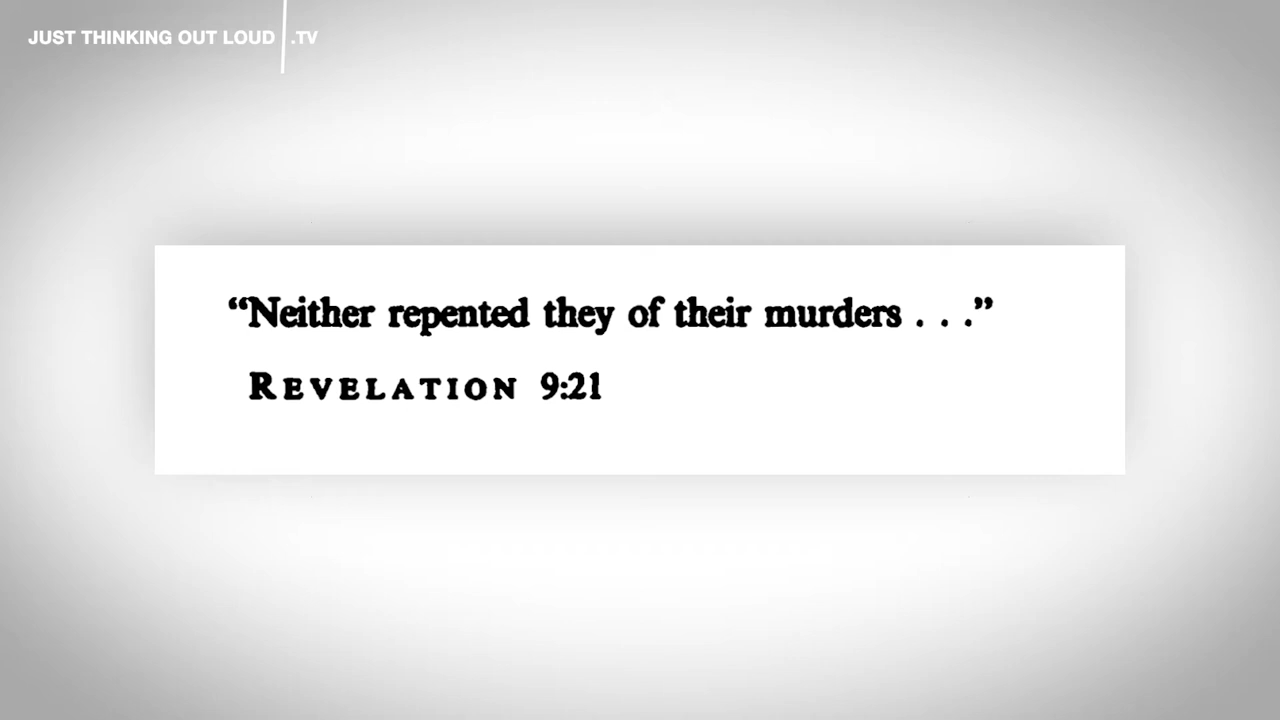 JUST THINKING OUT LOUD .TV
“Neither repented they of their murders . . .”
REVELATION 9:21